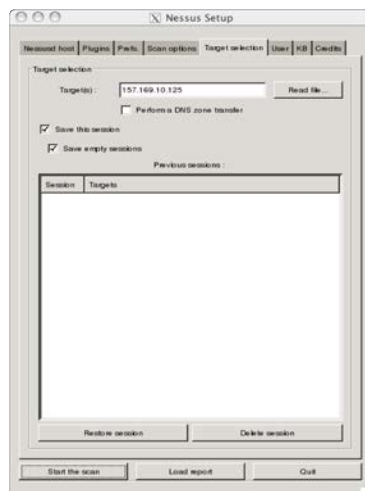 Nessus Setup
Nessusd host Plugins Prefs. Scan options Target selection User KB Credits
Target selection
Target(s) : 157.169.10.125 Read file...
Perform a DNS zone transfer
Save this session
Save empty sessions
Previous sessions :
Session Targets
Restore session Delete session
Start the scan Load report Quit